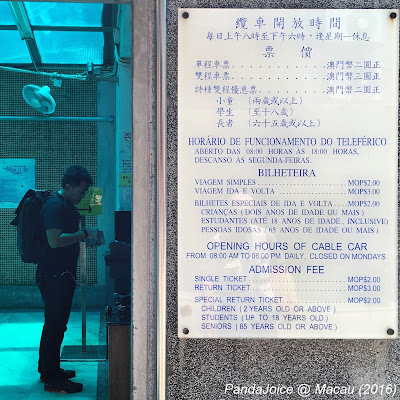 纜車開放時間
每日上午八時至下午六時,逢星期一休息
票價
單程車票..........澳門幣二圓正
雙程車票..........澳門幣三圓正
特種雙程優惠票..........澳門幣二圓正
小童 (兩歲或以上)
學生 (至十八歲)
長者 (六十五歲或以上)
HORÁRIO DE FUNCIONAMENTO DO TELEFÉRICO
ABERTO DAS 08:00 HORAS ÀS 18:00 HORAS,
DESCANSO ÀS SEGUNDA-FEIRAS.
BILHETEIRA
VIAGEM SIMPLES..........MOP$2.00
VIAGEM IDA E VOLTA..........MOP$3.00
BILHETES ESPECIAIS DE IDA E VOLTA..........MOP$2.00
CRIANÇAS (DOIS ANOS DE IDADE OU MAIS)
ESTUDANTES (ATÉ 18 ANOS DE IDADE, INCLUSIVE)
PESSOAS IDOSAS (65 ANOS DE IDADE OU MAIS)
OPENING HOURS OF CABLE CAR
FROM 08:00 AM TO 06:00 PM DAILY, CLOSED ON MONDAYS.
ADMISSION FEE
SINGLE TICKET..........MOP$2.00
RETURN TICKET..........MOP$3.00
SPECIAL RETURN TICKET..........MOP$2.00
CHILDREN (2 YEARS OLD OR ABOVE)
STUDENTS (UP TO 18 YEARS OLD)
SENIORS (65 YEARS OLD OR ABOVE)
PandaJoice @ Macau (2016)